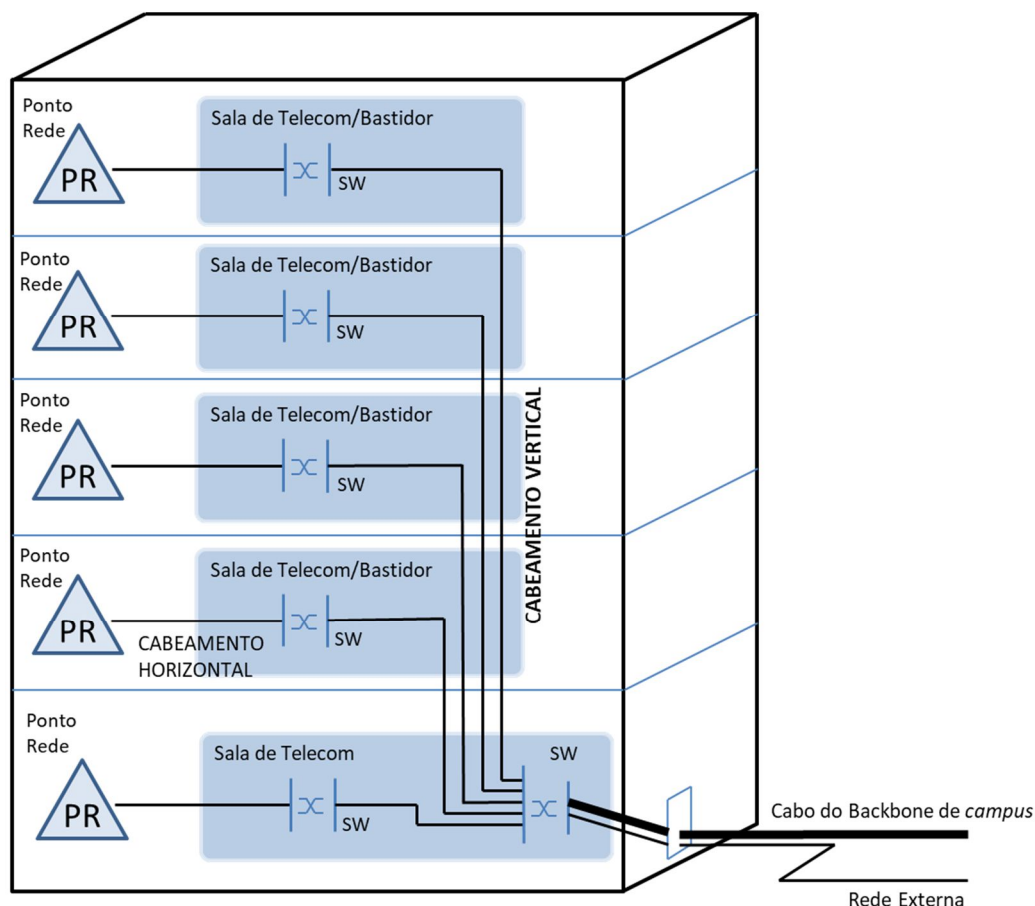 Ponto
Rede
PR
Sala de Telecom/Bastidor
SW
Ponto
Rede
PR
Sala de Telecom/Bastidor
SW
Ponto
Rede
PR
Sala de Telecom/Bastidor
SW
CABEAMENTO VERTICAL
Ponto
Rede
PR
Sala de Telecom/Bastidor
SW
CABEAMENTO
HORIZONTAL
Ponto
Rede
PR
Sala de Telecom
SW
SW
Cabo do Backbone de campus
Rede Externa